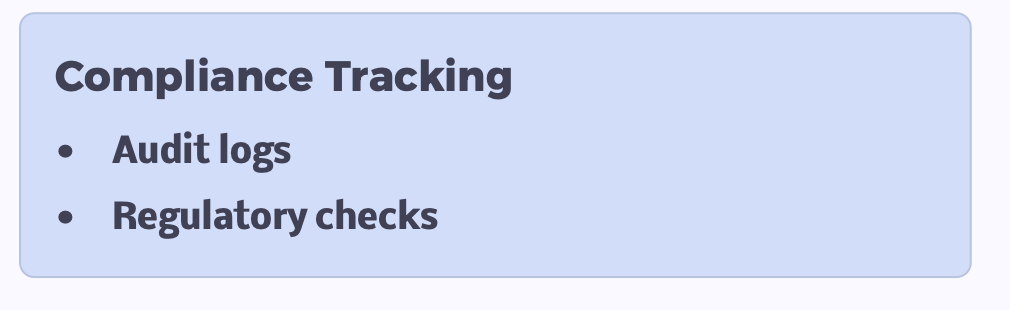 Compliance Tracking
• Audit logs
• Regulatory checks